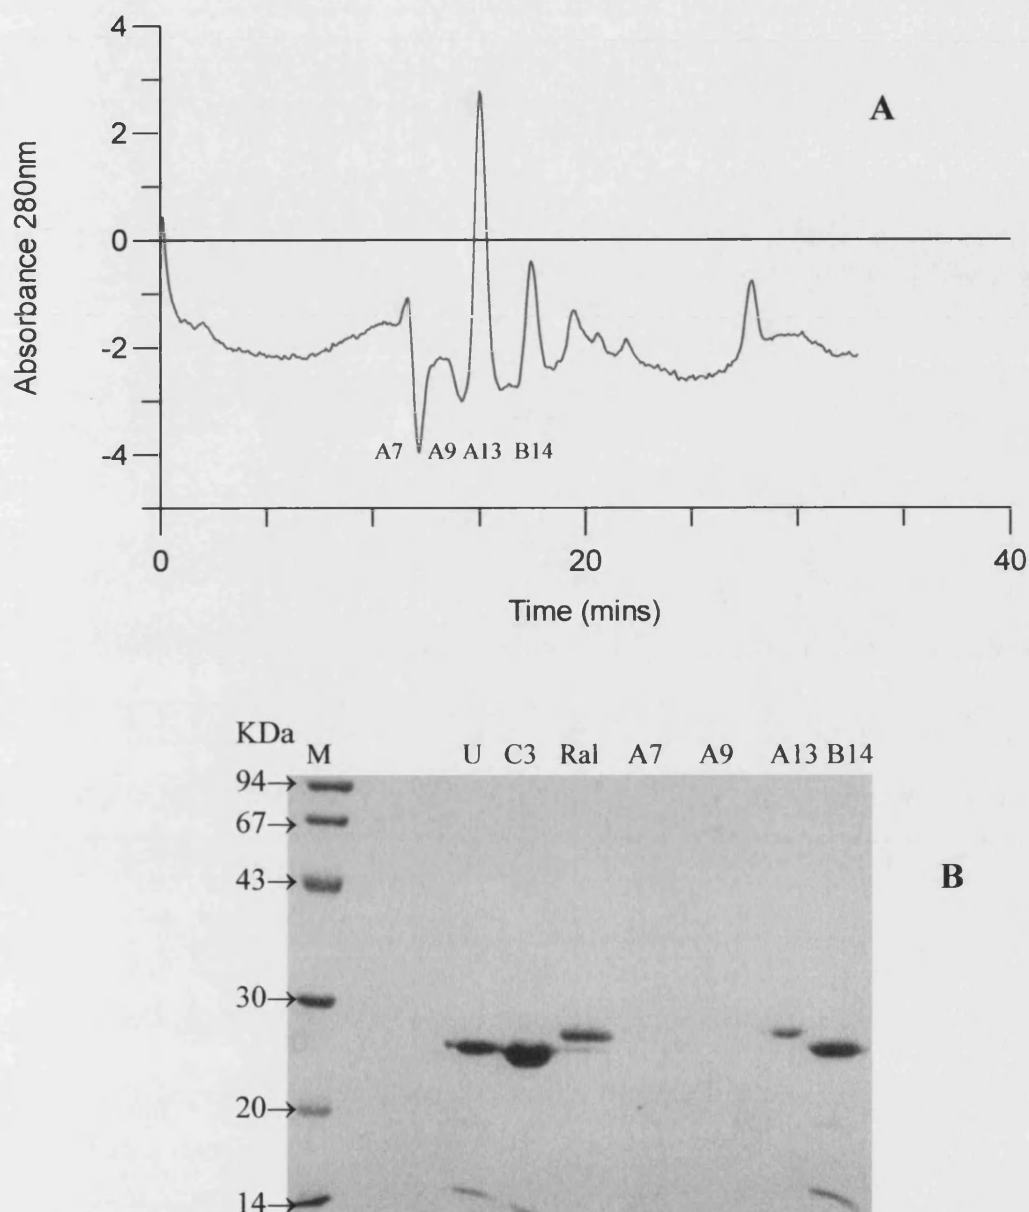 4
A
2
Absorbance 280nm
0
-2
-4
A7 A9 A13 B14
0 20 40
Time (mins)
KDa
M U C3 Ral A7 A9 A13 B14
94→
67→
43→
B
30→
20→
14→